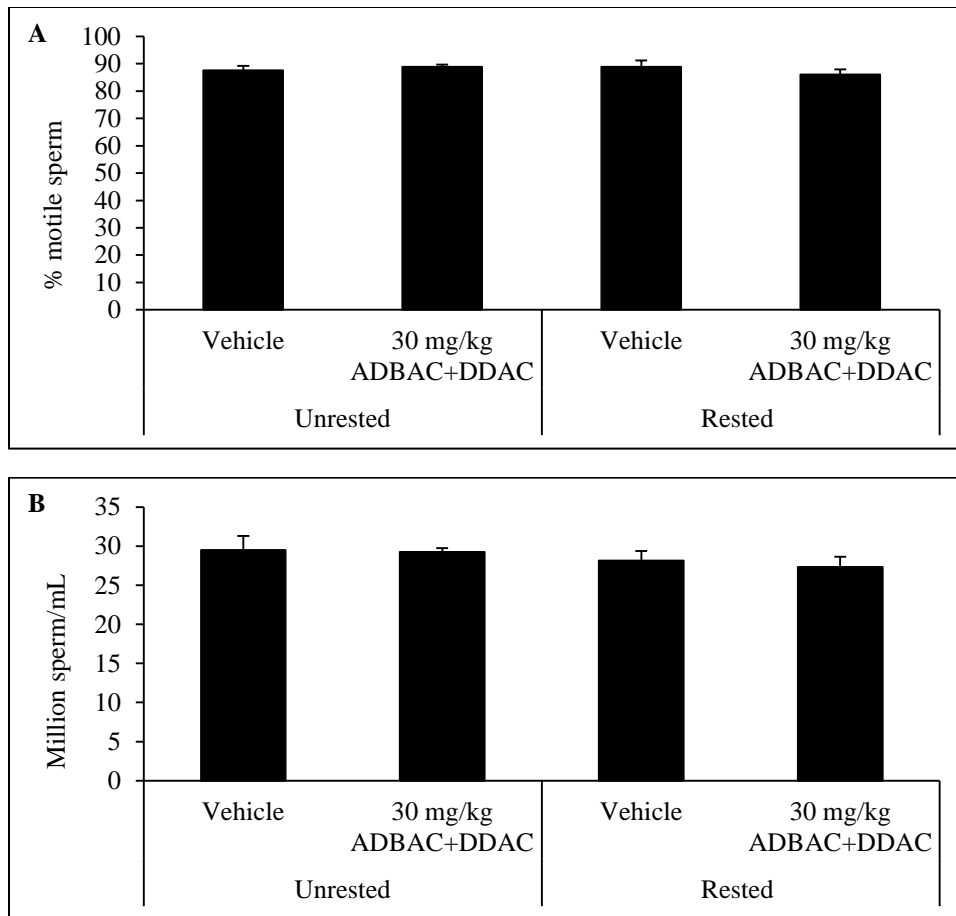 A
% motile sperm
100
90
80
70
60
50
40
30
20
10
0
Vehicle
30 mg/kg
ADBAC+DDAC
Vehicle
30 mg/kg
ADBAC+DDAC
Unrested
Rested
B
Million sperm/mL
35
30
25
20
15
10
5
0
Vehicle
30 mg/kg
ADBAC+DDAC
Vehicle
30 mg/kg
ADBAC+DDAC
Unrested
Rested